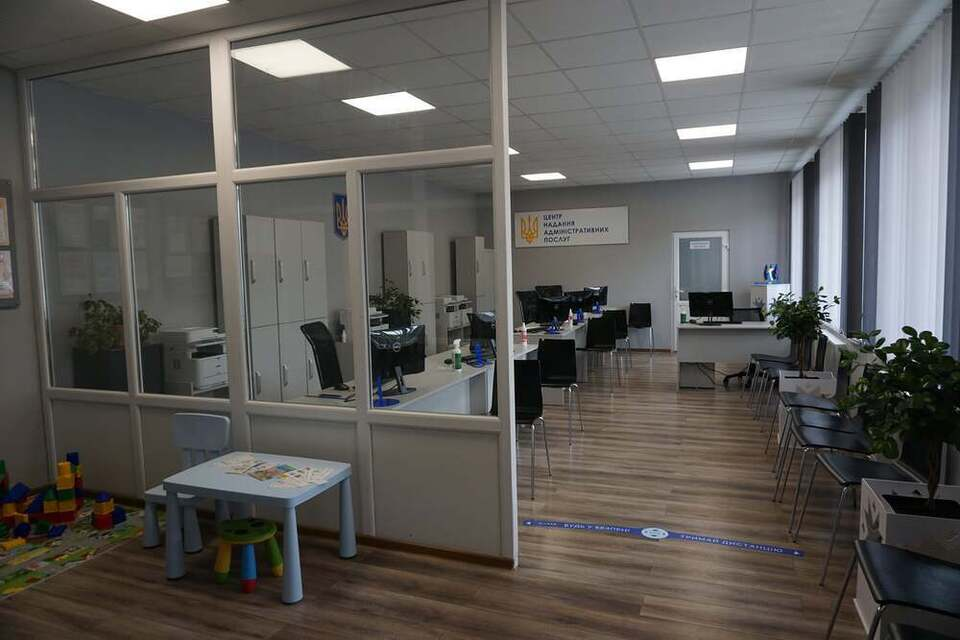 ЦЕНТР
НАДАННЯ
АДМІНІСТРАТИВНИХ
ПОСЛУГ
БУДЬ У БЕЗПЕЦІ
ТРИМАЙ ДИСТАНЦІЮ